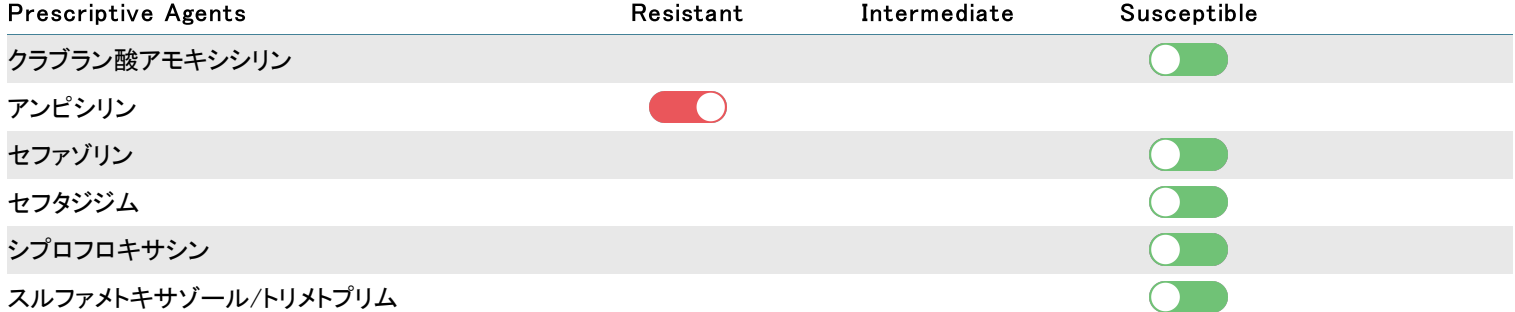 Prescriptive Agents Resistant Intermediate Susceptible
クラブラン酸アモキシシリン
アンピシリン
セファゾリン
セフタジジム
シプロフロキサシン
スルファメトキサゾール/トリメトプリム